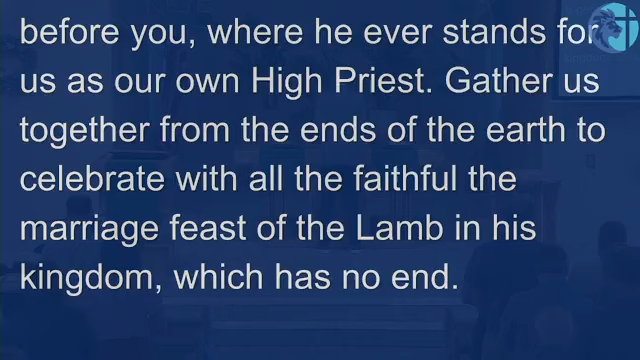 before you, where he ever stands for
us as our own High Priest. Gather us
together from the ends of the earth to
celebrate with all the faithful the
marriage feast of the Lamb in his
kingdom, which has no end.